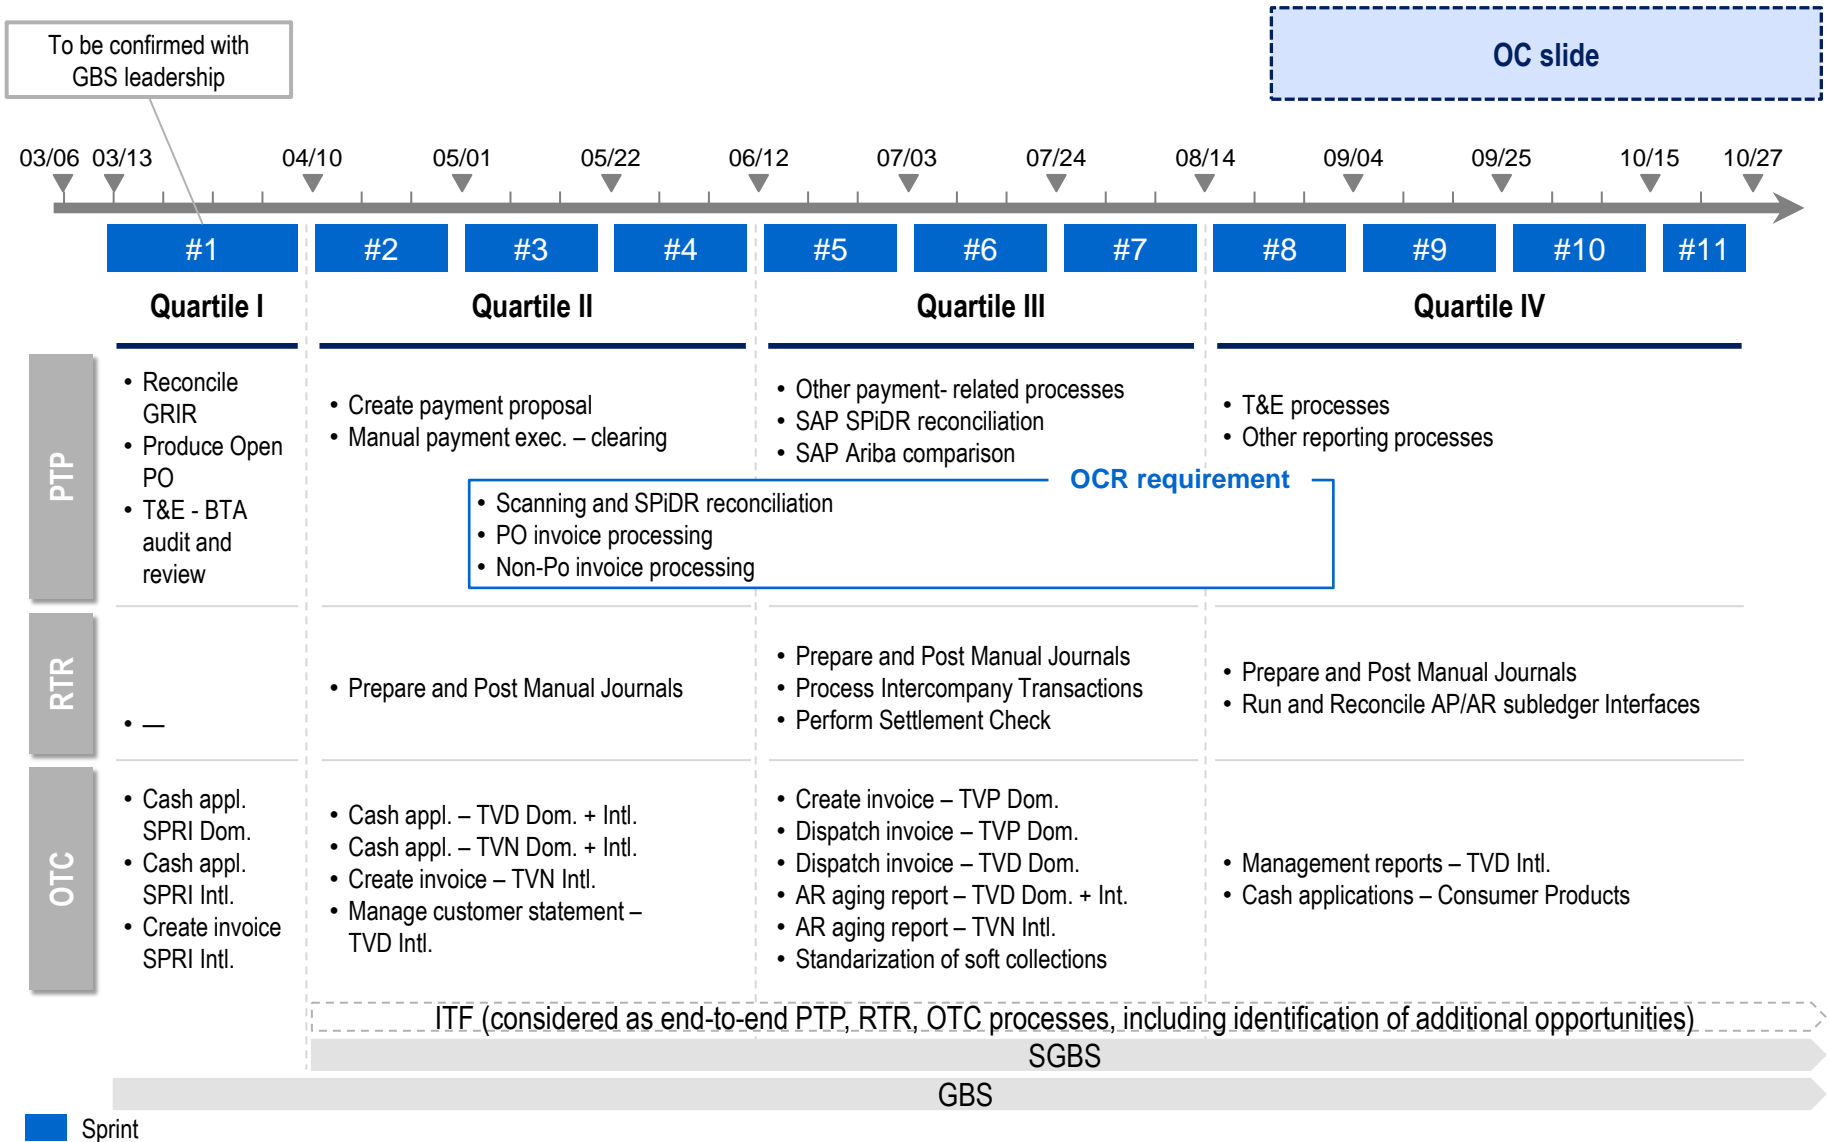 To be confirmed with
GBS leadership
OC slide
03/06 03/13 04/10 05/01 05/22 06/12 07/03 07/24 08/14 09/04 09/25 10/15 10/27
#1 #2 #3 #4 #5 #6 #7 #8 #9 #10 #11
Quartile I Quartile II Quartile III Quartile IV
PTP
• Reconcile
GRIR
• Produce Open
PO
• T&E - BTA
audit and
review
• Create payment proposal
• Manual payment exec. – clearing
• Other payment- related processes
• SAP SPiDR reconciliation
• SAP Ariba comparison
• T&E processes
• Other reporting processes
OCR requirement
• Scanning and SPiDR reconciliation
• PO invoice processing
• Non-Po invoice processing
RTR
• —
• Prepare and Post Manual Journals
• Prepare and Post Manual Journals
• Process Intercompany Transactions
• Perform Settlement Check
• Prepare and Post Manual Journals
• Run and Reconcile AP/AR subledger Interfaces
OTC
• Cash appl.
SPRI Dom.
• Cash appl.
SPRI Intl.
• Create invoice
SPRI Intl.
• Cash appl. – TVD Dom. + Intl.
• Cash appl. – TVN Dom. + Intl.
• Create invoice – TVN Intl.
• Manage customer statement –
TVD Intl.
• Create invoice – TVP Dom.
• Dispatch invoice – TVP Dom.
• Dispatch invoice – TVD Dom.
• AR aging report – TVD Dom. + Int.
• AR aging report – TVN Intl.
• Standarization of soft collections
• Management reports – TVD Intl.
• Cash applications – Consumer Products
ITF (considered as end-to-end PTP, RTR, OTC processes, including identification of additional opportunities)
SGBS
GBS
Sprint